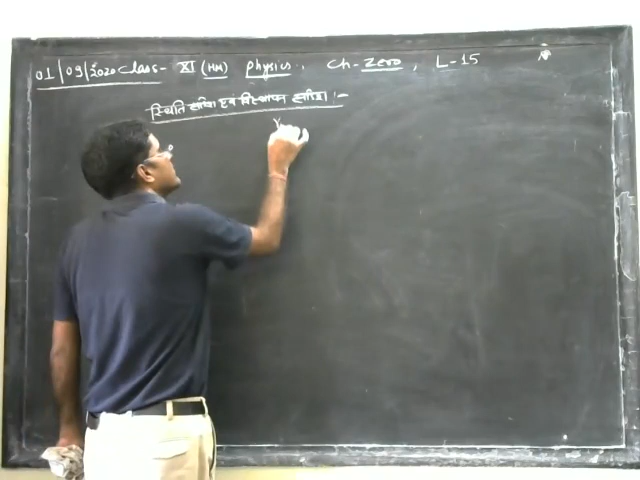 01/09/2020 Class- XI (HM) Physics. Ch-Zero, L-15
स्थिति सदिश एवं विस्थापन सदिश :-
Y